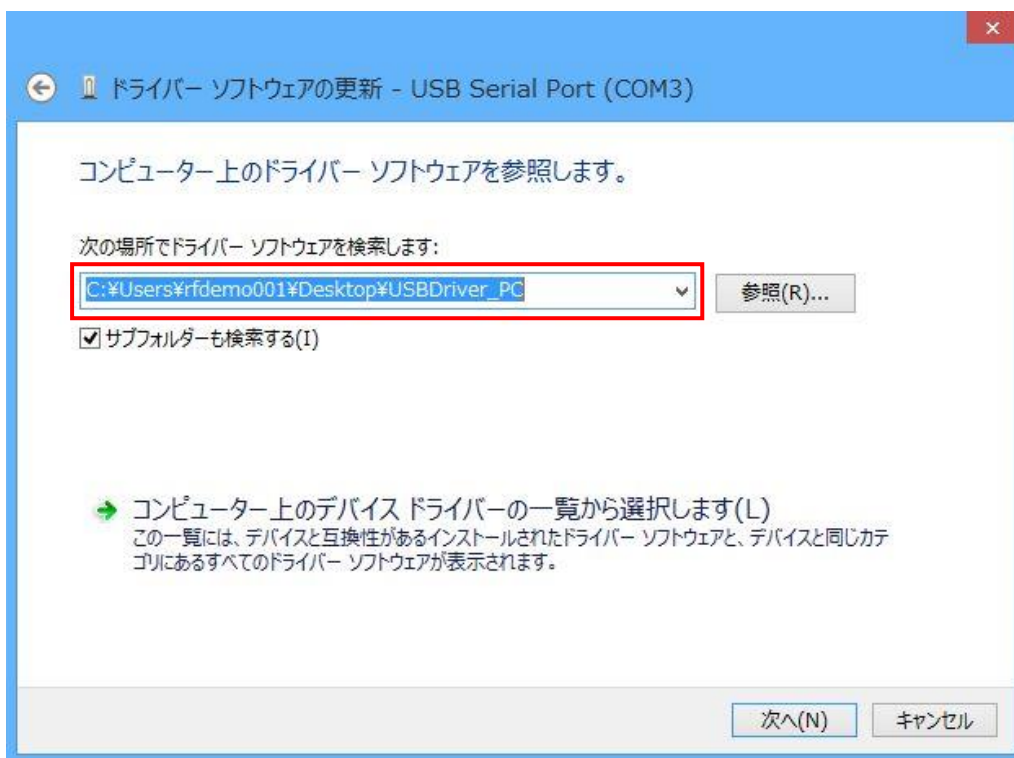 ドライバー ソフトウェアの更新 - USB Serial Port (COM3)
コンピューター上のドライバー ソフトウェアを参照します。
次の場所でドライバー ソフトウェアを検索します:
C:¥Users¥rfdemo001¥Desktop¥USBDriver_PC
参照(R)...
サブフォルダーも検索する(I)
コンピューター上のデバイス ドライバーの一覧から選択します(L)
この一覧には、デバイスと互換性があるインストールされたドライバー ソフトウェアと、デバイスと同じカテ
ゴリにあるすべてのドライバー ソフトウェアが表示されます。
次へ(N)
キャンセル